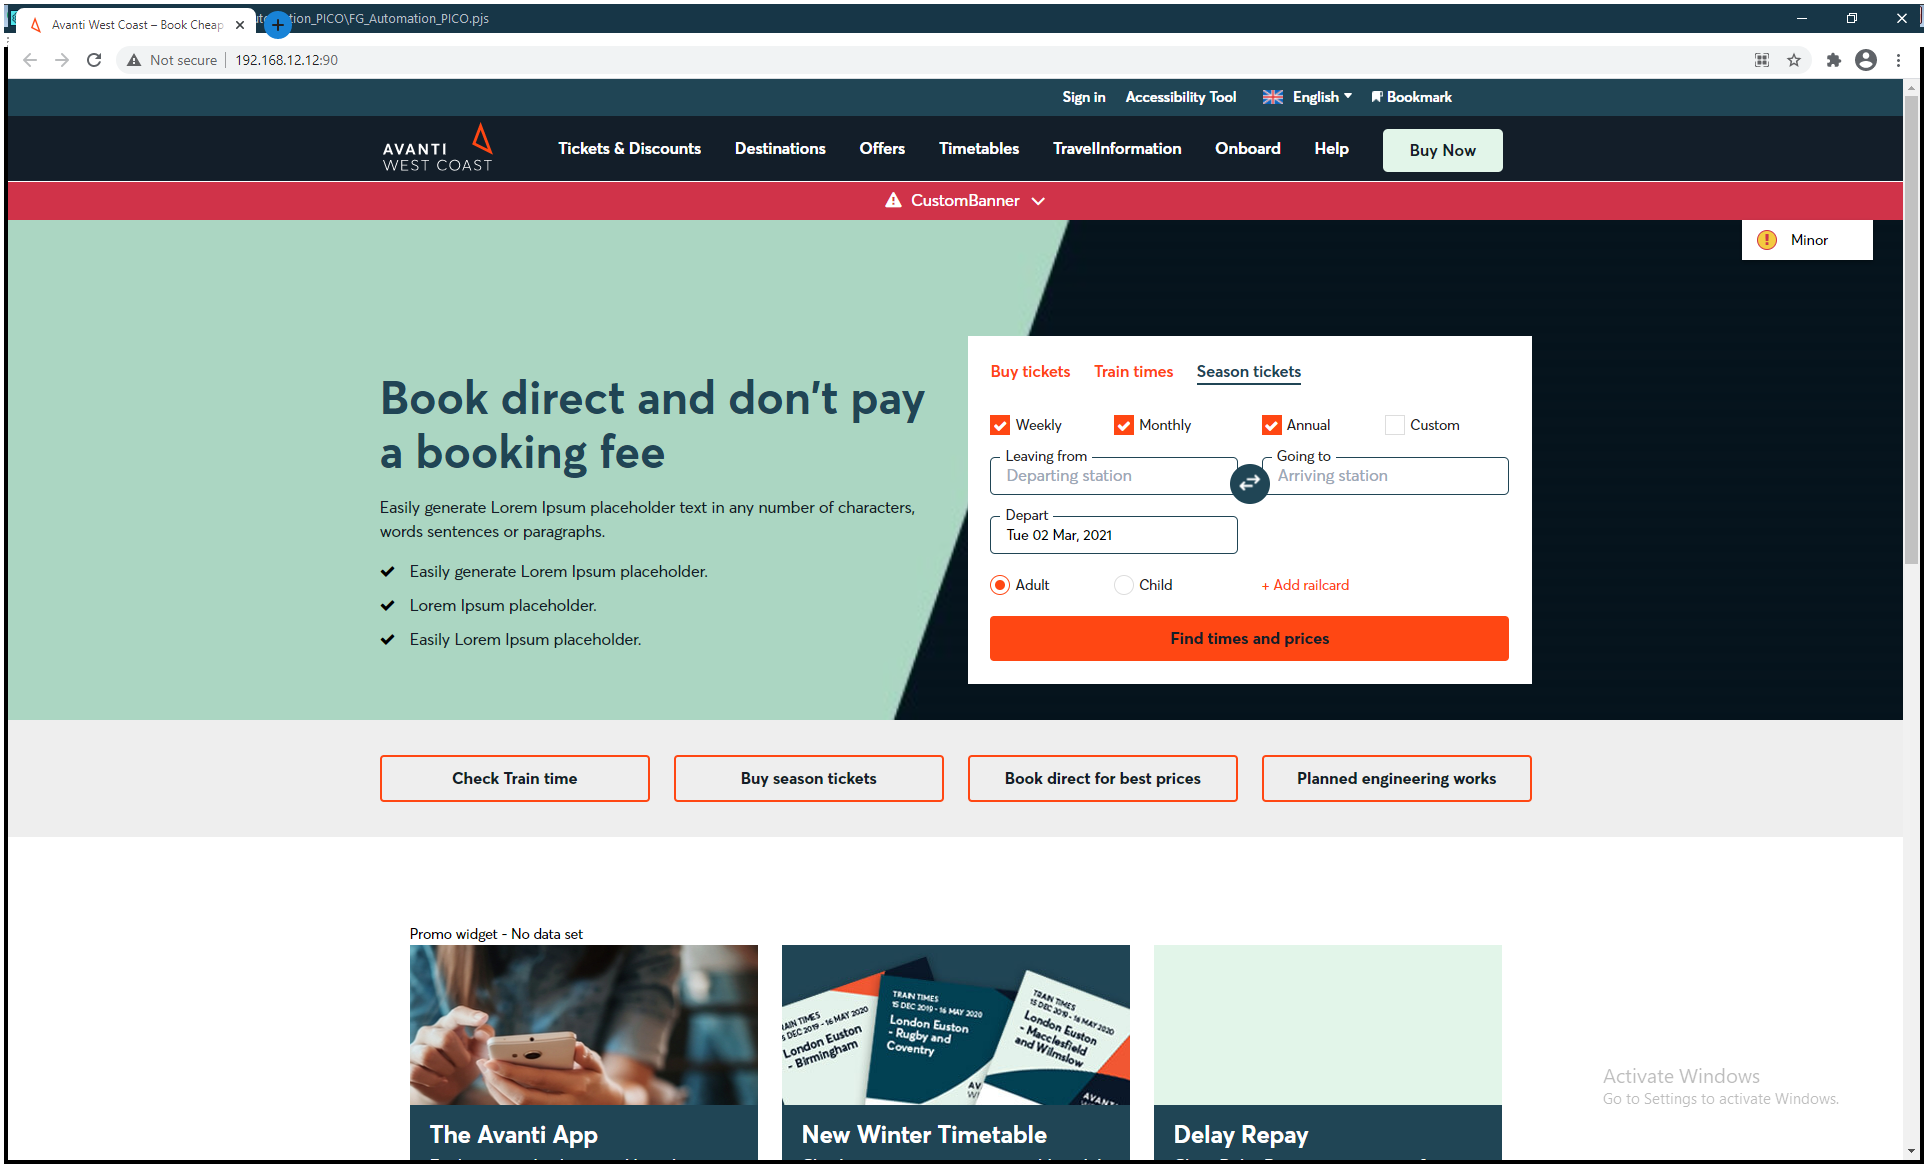 Avanti West Coast – Book Cheap
utomation_PICO\FG_Automation_PICO.pjs
Not secure
192.168.12.12:90
Sign in
Accessibility Tool
English
Bookmark
AVANTI
WEST COAST
Tickets & Discounts
Destinations
Offers
Timetables
TravelInformation
Onboard
Help
Buy Now
CustomBanner
Minor
Book direct and don't pay
a booking fee
Easily generate Lorem Ipsum placeholder text in any number of characters,
words sentences or paragraphs.
Easily generate Lorem Ipsum placeholder.
Lorem Ipsum placeholder.
Easily Lorem Ipsum placeholder.
Buy tickets
Train times
Season tickets
Weekly
Monthly
Annual
Custom
Leaving from
Departing station
Going to
Arriving station
Depart
Tue 02 Mar, 2021
Adult
Child
+ Add railcard
Find times and prices
Check Train time
Buy season tickets
Book direct for best prices
Planned engineering works
Promo widget - No data set
TRAIN TIMES
DEC 2019 - 16 MAY 2020
London Euston
- Birmingham
TRAIN TIMES
15 DEC 2019 - 16 MAY 2020
London Euston
- Rugby and
Coventry
TRAIN TIMES
15 DEC 2019 - 16 MAY 2020
London Euston
- Macclesfield
and Wilmslow
The Avanti App
New Winter Timetable
Delay Repay
Activate Windows
Go to Settings to activate Windows.